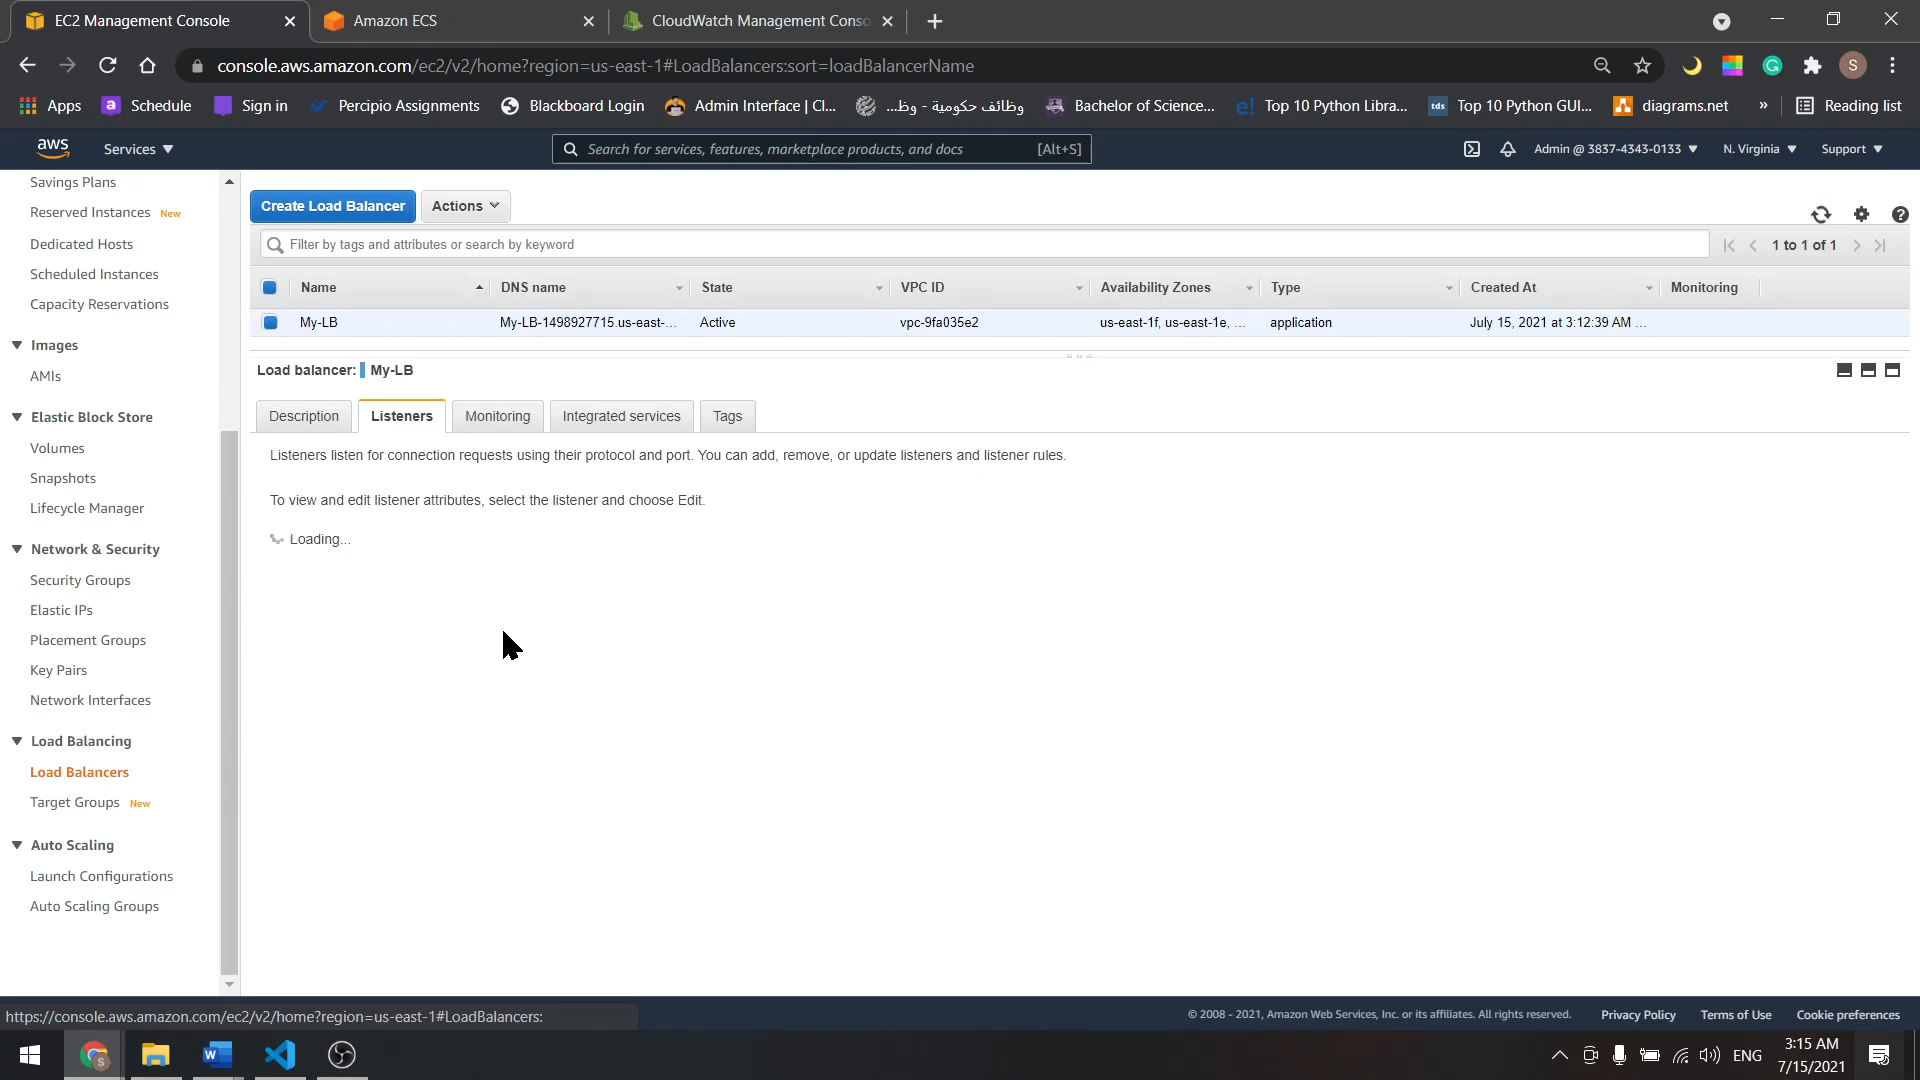 EC2 Management Console
Amazon ECS
CloudWatch Management Conso
console.aws.amazon.com/ec2/v2/home?region=us-east-1#LoadBalancers:sort=loadBalancerName
S
Apps
a Schedule
Sign in
Percipio Assignments
Blackboard Login
Admin Interface | Cl...
وظائف حكومية - وظ...
Bachelor of Science...
e! Top 10 Python Libra...
tds Top 10 Python GUI...
diagrams.net
»
Reading list
aws
Services
Search for services, features, marketplace products, and docs [Alt+S]
Admin @ 3837-4343-0133
N. Virginia
Support
Savings Plans
Reserved Instances New
Dedicated Hosts
Scheduled Instances
Capacity Reservations
Images
AMIs
Elastic Block Store
Volumes
Snapshots
Lifecycle Manager
Network & Security
Security Groups
Elastic IPs
Placement Groups
Key Pairs
Network Interfaces
Load Balancing
Load Balancers
Target Groups New
Auto Scaling
Launch Configurations
Auto Scaling Groups
Create Load Balancer
Actions
Filter by tags and attributes or search by keyword
1 to 1 of 1
Name DNS name State VPC ID Availability Zones Type Created At Monitoring
My-LB My-LB-1498927715.us-east-... Active vpc-9fa035e2 us-east-1f, us-east-1e, ... application July 15, 2021 at 3:12:39 AM ...
Load balancer: My-LB
Description Listeners Monitoring Integrated services Tags
Listeners listen for connection requests using their protocol and port. You can add, remove, or update listeners and listener rules.
To view and edit listener attributes, select the listener and choose Edit.
Loading...
https://console.aws.amazon.com/ec2/v2/home?region=us-east-1#LoadBalancers:
© 2008 - 2021, Amazon Web Services, Inc. or its affiliates. All rights reserved.
Privacy Policy
Terms of Use
Cookie preferences
ENG
3:15 AM
7/15/2021